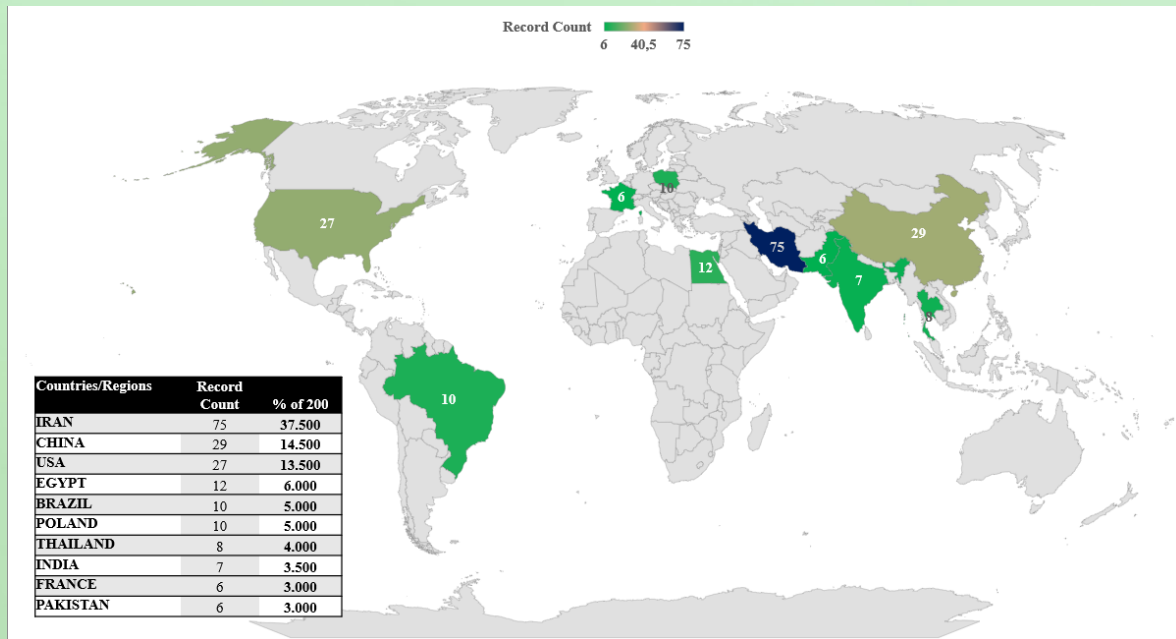 Record Count
6 40,5 75
27
6
10
12
75
6
7
29
8
10
Countries/Regions Record Count % of 200
IRAN 75 37.500
CHINA 29 14.500
USA 27 13.500
EGYPT 12 6.000
BRAZIL 10 5.000
POLAND 10 5.000
THAILAND 8 4.000
INDIA 7 3.500
FRANCE 6 3.000
PAKISTAN 6 3.000